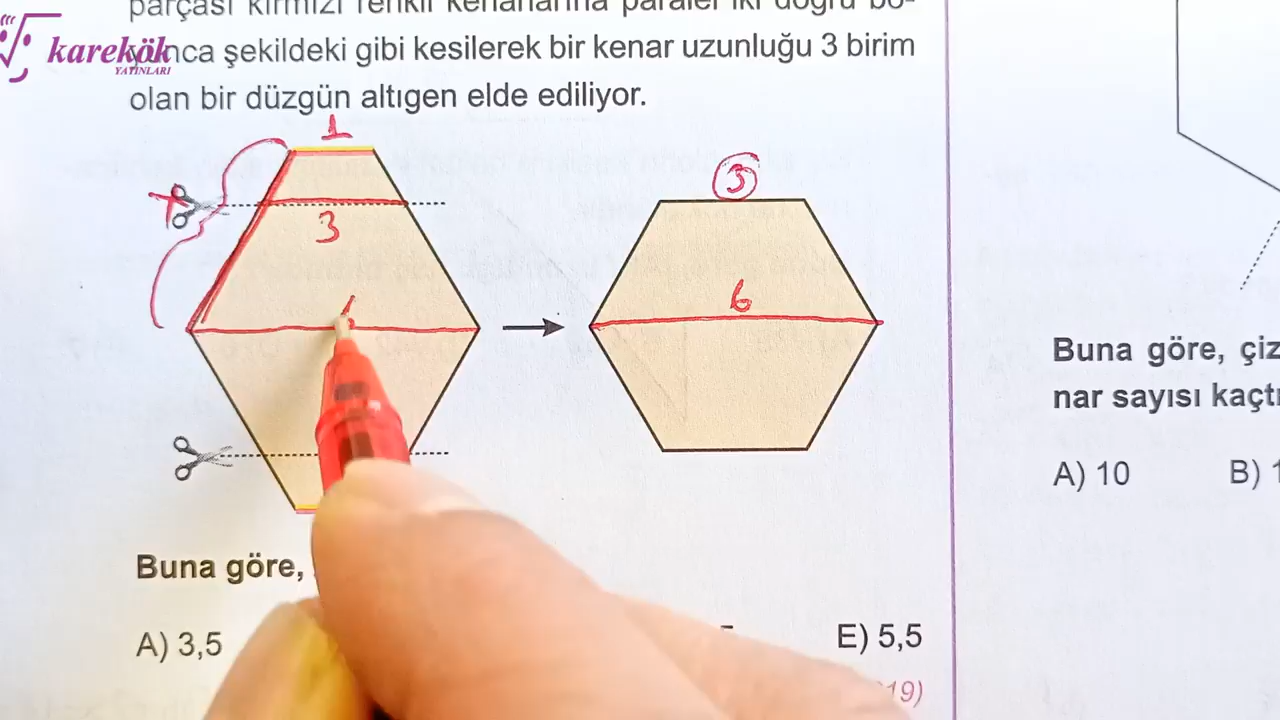 parçası kırmızı renkli kenarlarına paralel iki doğru bo-
yunca şekildeki gibi kesilerek bir kenar uzunluğu 3 birim
olan bir düzgün altıgen elde ediliyor.
karekök
YAYINLARI
1
x
3
3
6
Buna göre,
A) 3,5
E) 5,5
19)
Buna göre, çiz
nar sayısı kaçtı
A) 10
B) 1